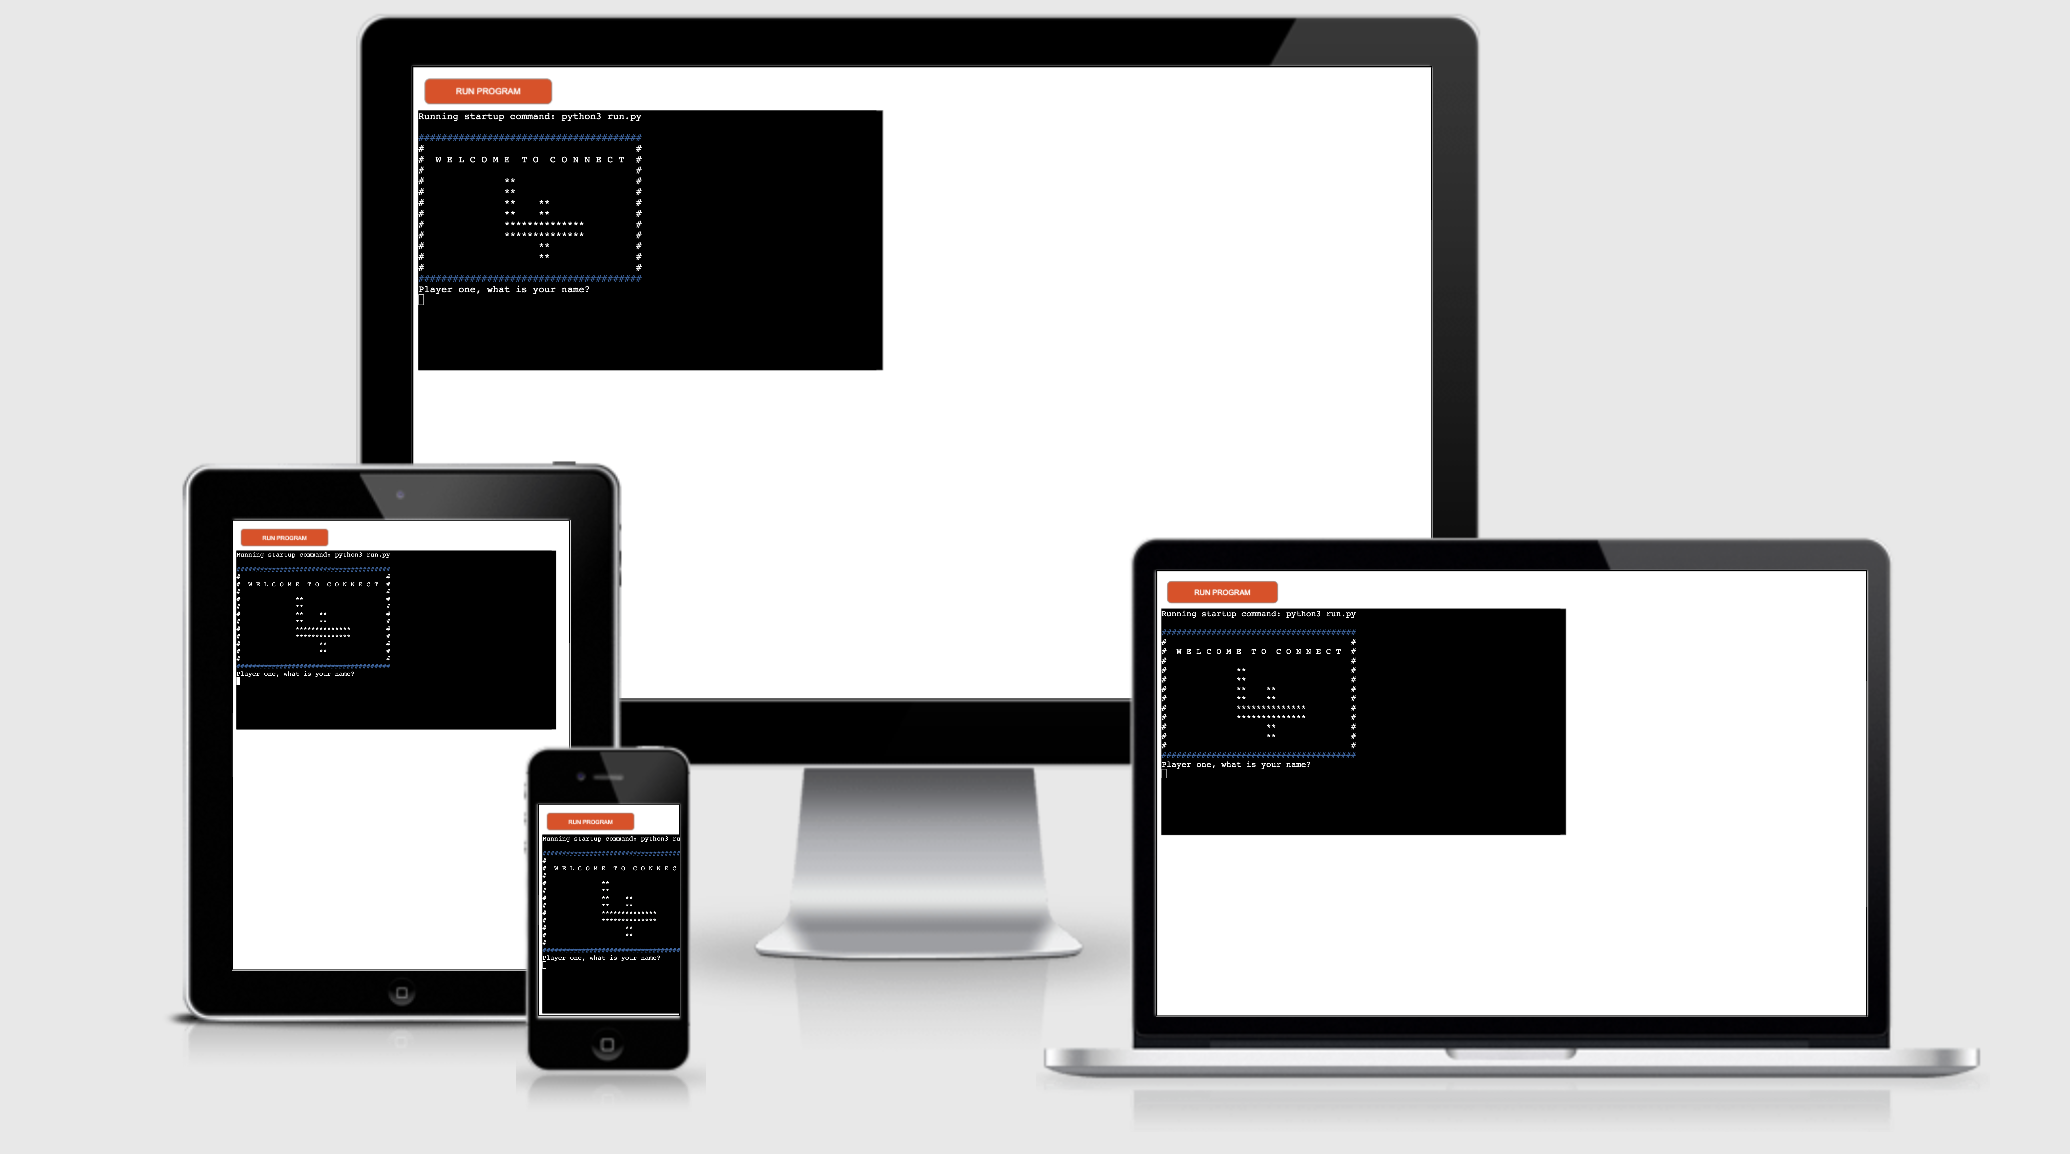 RUN PROGRAM
Running startup command: python3 run.py
#######################################
#                                     #
#  W E L C O M E  T O  C O N N E C T  #
#                                     #
#              **                     #
#              **                     #
#              **    **               #
#              **    **               #
#              **************         #
#              **************         #
#                    **               #
#                    **               #
#                                     #
#######################################
Player one, what is your name?
RUN PROGRAM
Running startup command: python3 run.py
#######################################
#                                     #
#  W E L C O M E  T O  C O N N E C T  #
#                                     #
#              **                     #
#              **                     #
#              **    **               #
#              **    **               #
#              **************         #
#              **************         #
#                    **               #
#                    **               #
#                                     #
#######################################
Player one, what is your name?
RUN PROGRAM
Running startup command: python3 run.py
#######################################
#                                     #
#  W E L C O M E  T O  C O N N E C T  #
#                                     #
#              **                     #
#              **                     #
#              **    **               #
#              **    **               #
#              **************         #
#              **************         #
#                    **               #
#                    **               #
#                                     #
#######################################
Player one, what is your name?
RUN PROGRAM
Running startup command: python3 ru
###################################
#
#  W E L C O M E  T O  C O N N E C
#
#              **
#              **
#              **    **
#              **    **
#              **************
#              **************
#                    **
#                    **
#
###################################
Player one, what is your name?